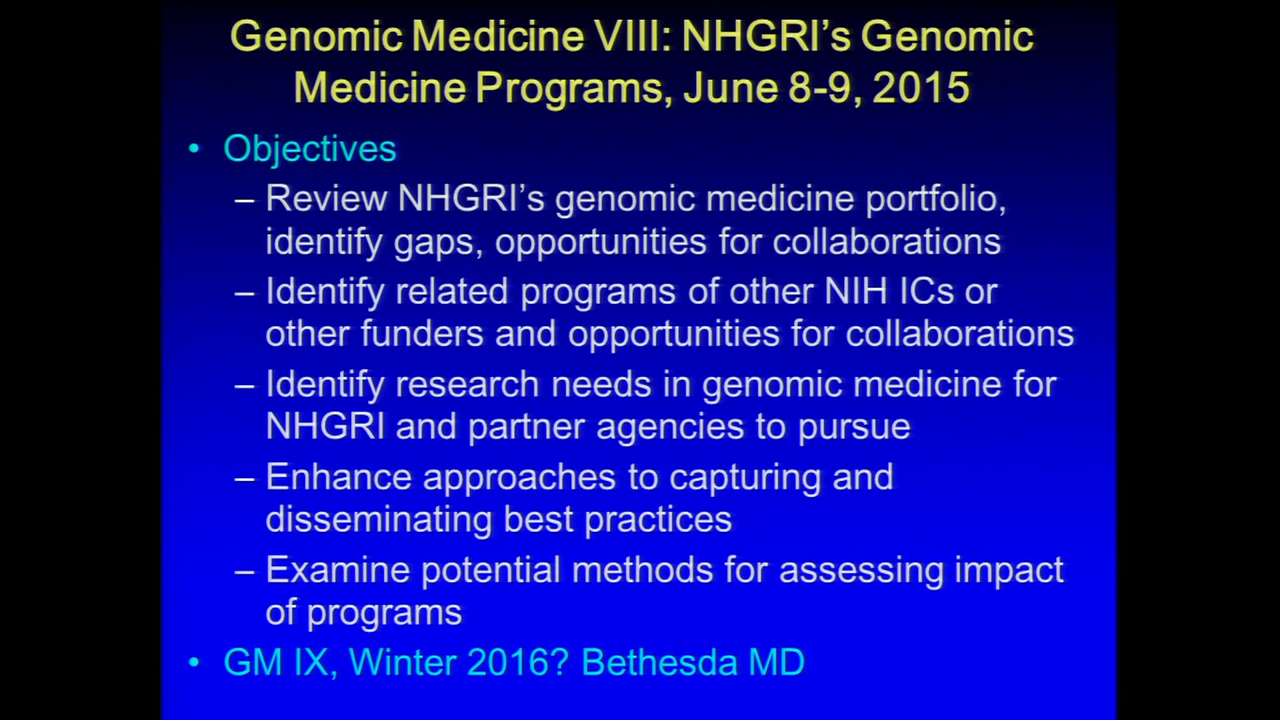 Genomic Medicine VIII: NHGRI's Genomic
Medicine Programs, June 8-9, 2015
• Objectives
– Review NHGRI's genomic medicine portfolio,
identify gaps, opportunities for collaborations
– Identify related programs of other NIH ICs or
other funders and opportunities for collaborations
– Identify research needs in genomic medicine for
NHGRI and partner agencies to pursue
– Enhance approaches to capturing and
disseminating best practices
– Examine potential methods for assessing impact
of programs
• GM IX, Winter 2016? Bethesda MD